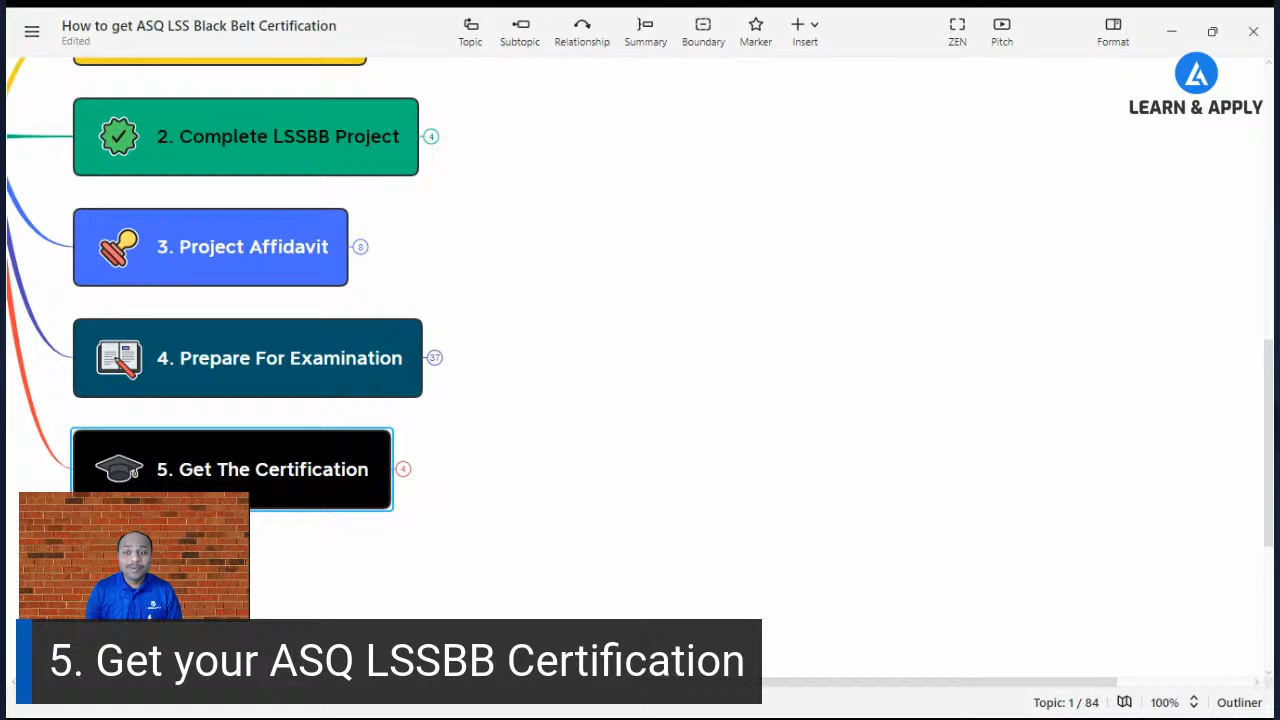 How to get ASQ LSS Black Belt Certification
Edited
Topic
Subtopic
Relationship
Summary
Boundary
Marker
Insert
ZEN
Pitch
Format
LEARN & APPLY
2. Complete LSSBB Project
4
3. Project Affidavit
8
4. Prepare For Examination
37
5. Get The Certification
4
5. Get your ASQ LSSBB Certification
Topic: 1 / 84
100%
Outliner